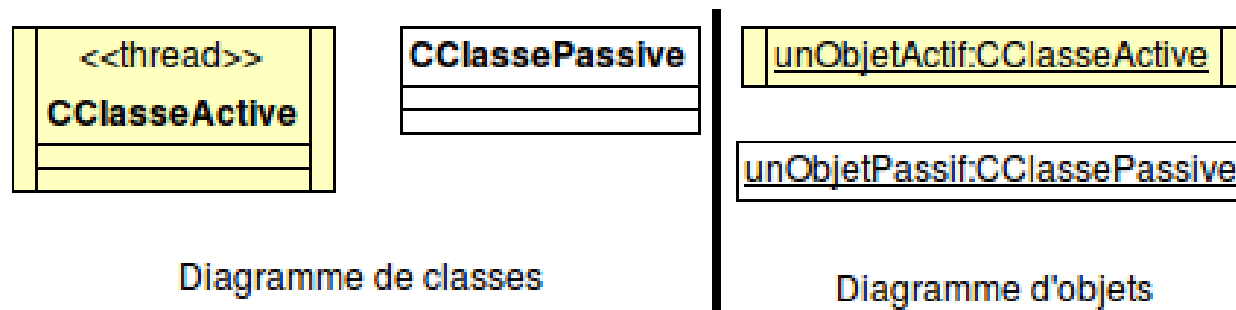 <<thread>>
CClasseActive
CClassePassive
Diagramme de classes
unObjetActif:CClasseActive
unObjetPassif:CClassePassive
Diagramme d'objets